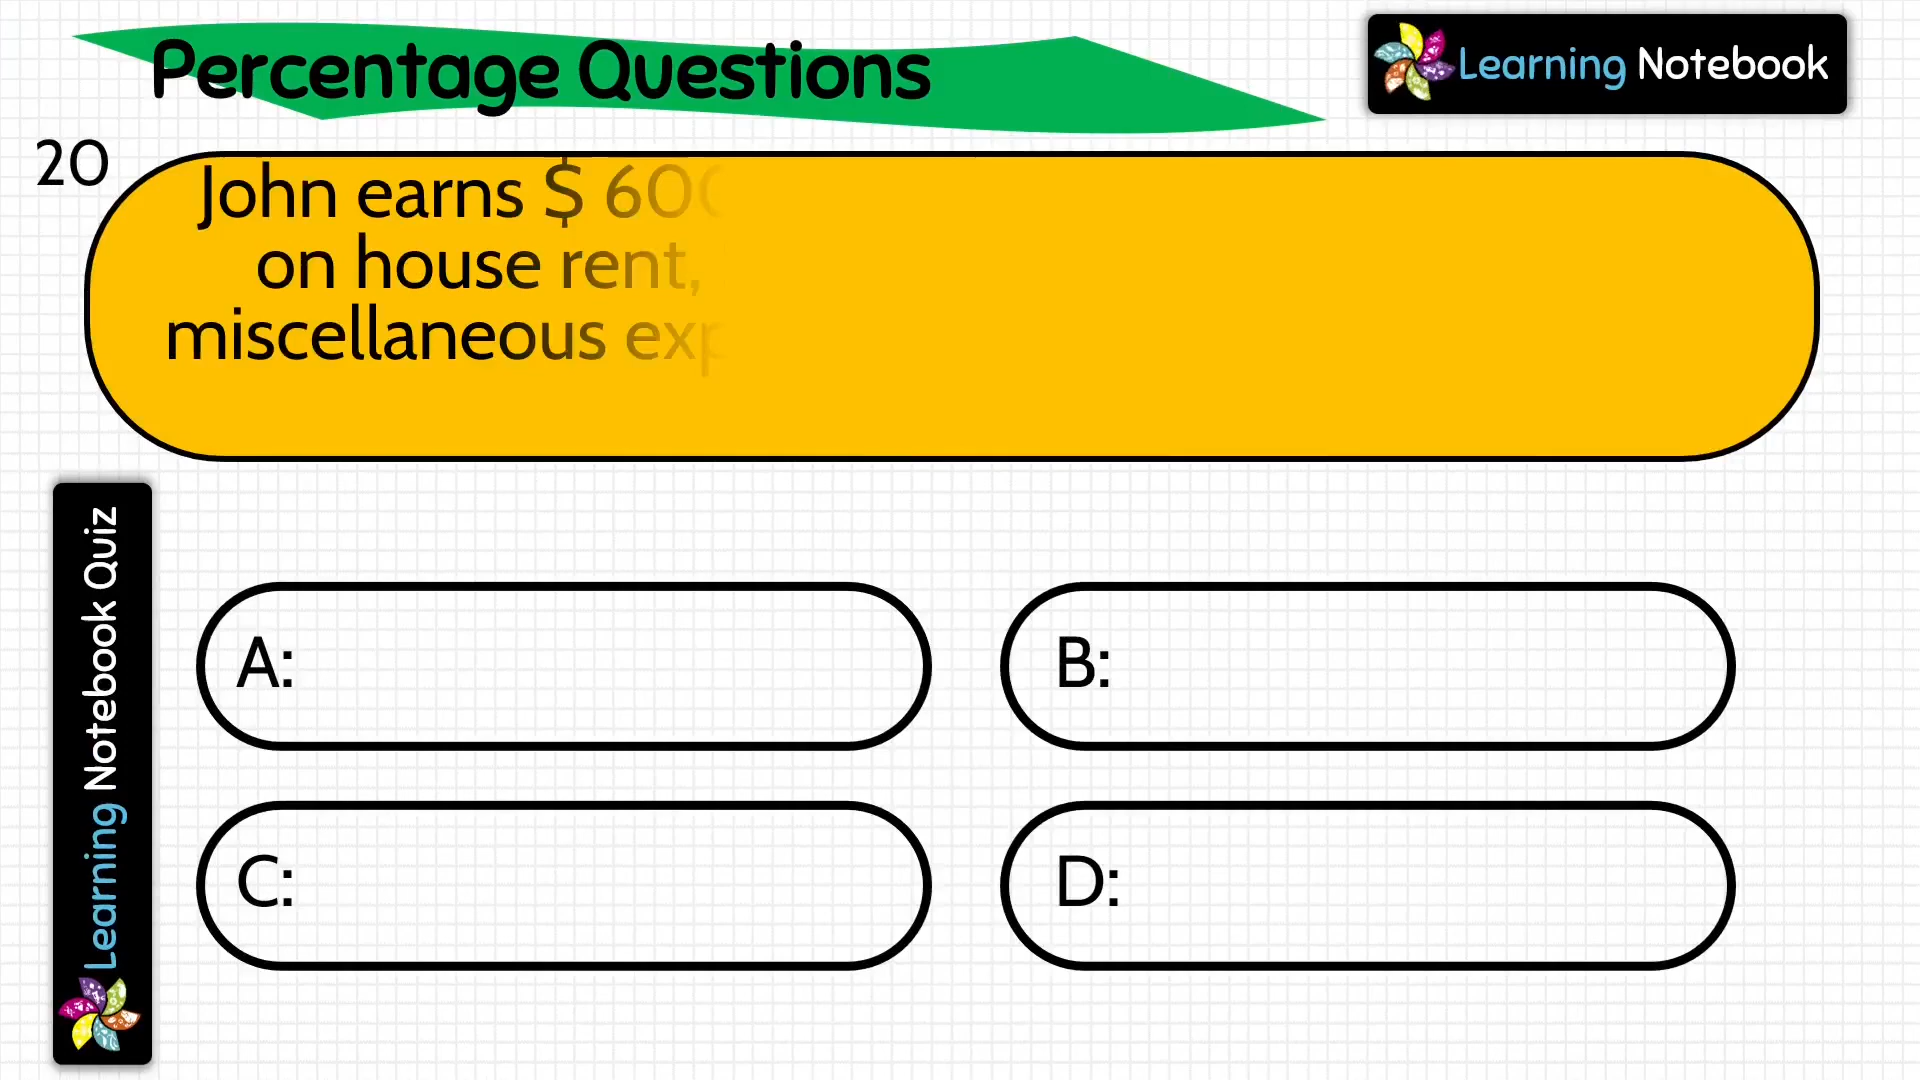 Percentage Questions
Learning Notebook
20
John earns $
on house rent,
miscellaneous
A:
B:
C:
D:
Learning Notebook Quiz